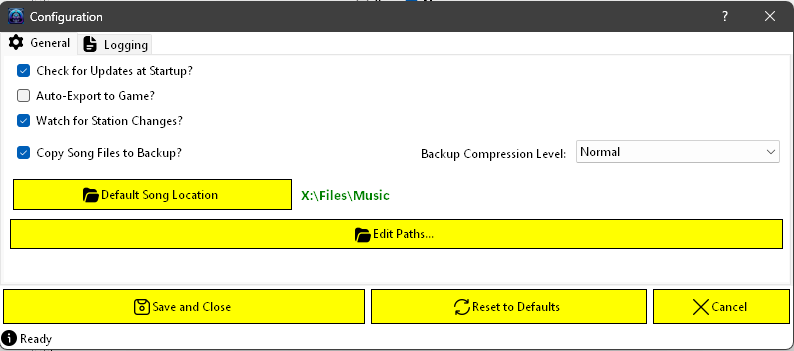 Configuration
?
General
Logging
Check for Updates at Startup?
Auto-Export to Game?
Watch for Station Changes?
Copy Song Files to Backup?
Backup Compression Level:
Normal
Default Song Location
X:\Files\Music
Edit Paths...
Save and Close
Reset to Defaults
Cancel
Ready